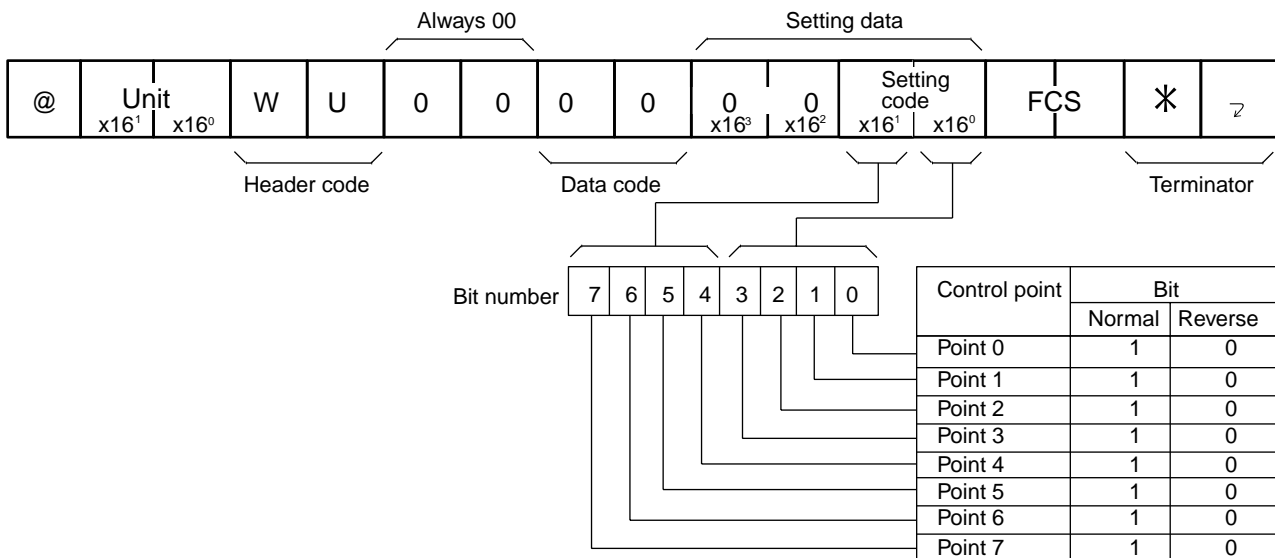 Always 00 Setting data
@ Unit W U 0 0 0 0 0 0 Setting code FCS * ↵
x16¹ x16⁰ x16³ x16² x16¹ x16⁰
Header code Data code Terminator
Bit number 7 6 5 4 3 2 1 0
Control point Bit
Normal Reverse
Point 0 1 0
Point 1 1 0
Point 2 1 0
Point 3 1 0
Point 4 1 0
Point 5 1 0
Point 6 1 0
Point 7 1 0